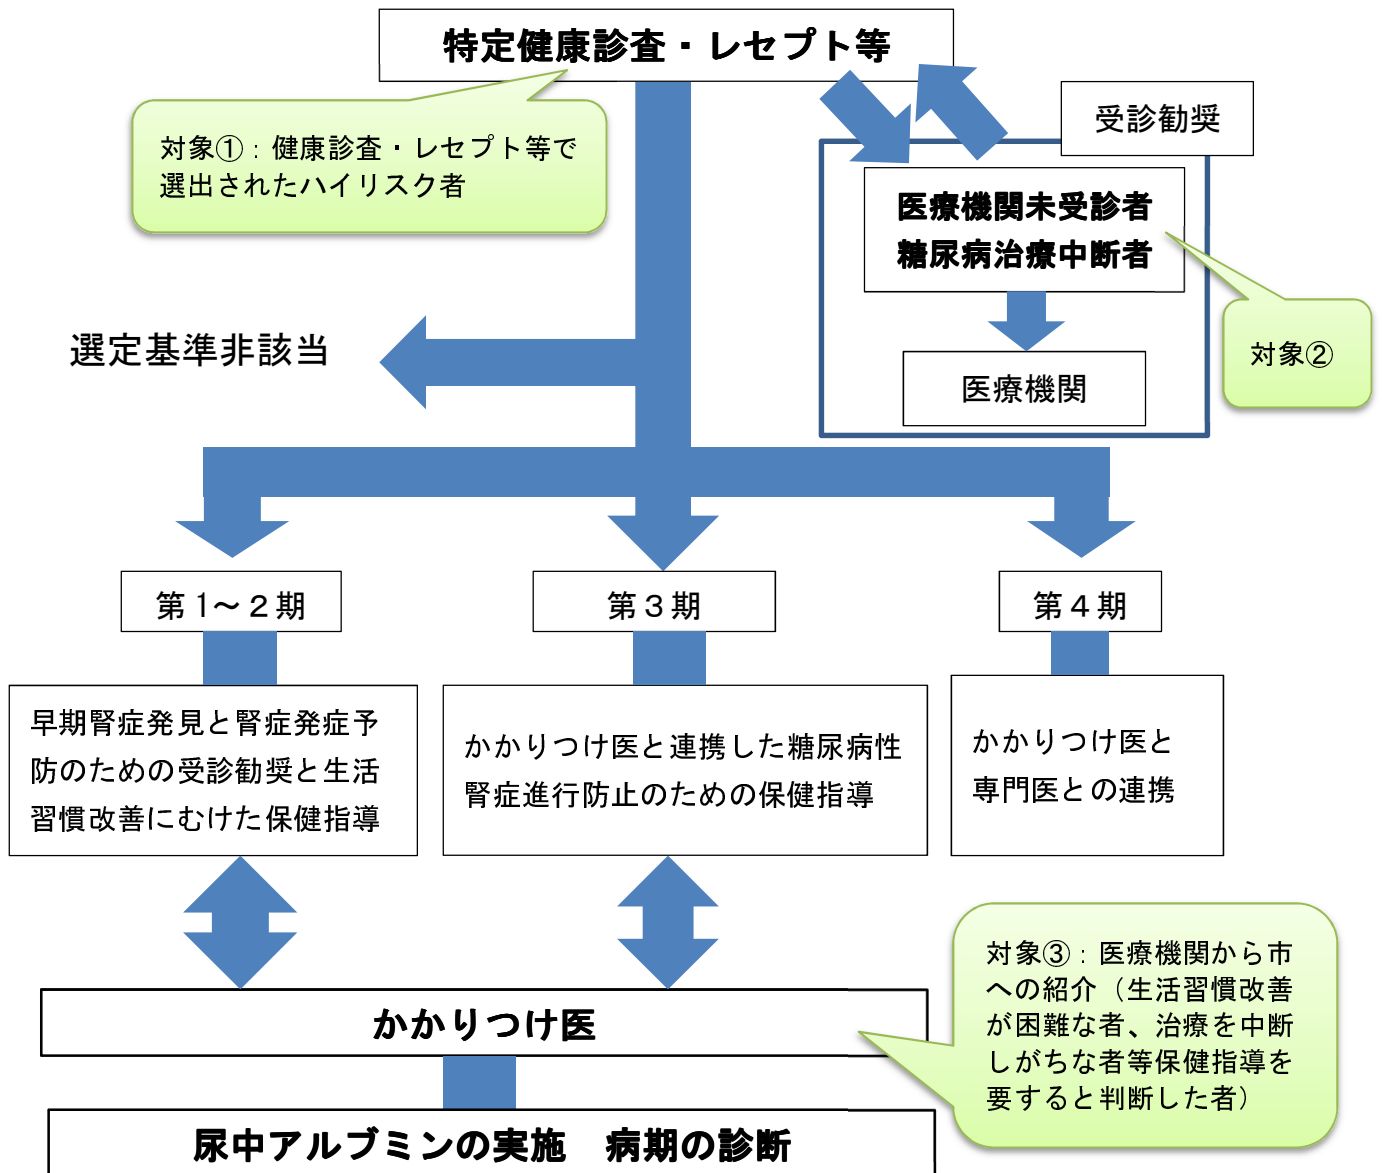 特定健康診査・レセプト等
受診勧奨
対象①：健康診査・レセプト等で
選出されたハイリスク者
医療機関未受診者
糖尿病治療中断者
対象②
医療機関
選定基準非該当
第1～２期
第３期
第４期
早期腎症発見と腎症発症予
防のための受診勧奨と生活
習慣改善にむけた保健指導
かかりつけ医と連携した糖尿病性
腎症進行防止のための保健指導
かかりつけ医と
専門医との連携
対象③：医療機関から市
への紹介（生活習慣改善
が困難な者、治療を中断
しがちな者等保健指導を
要すると判断した者）
かかりつけ医
尿中アルブミンの実施　病期の診断